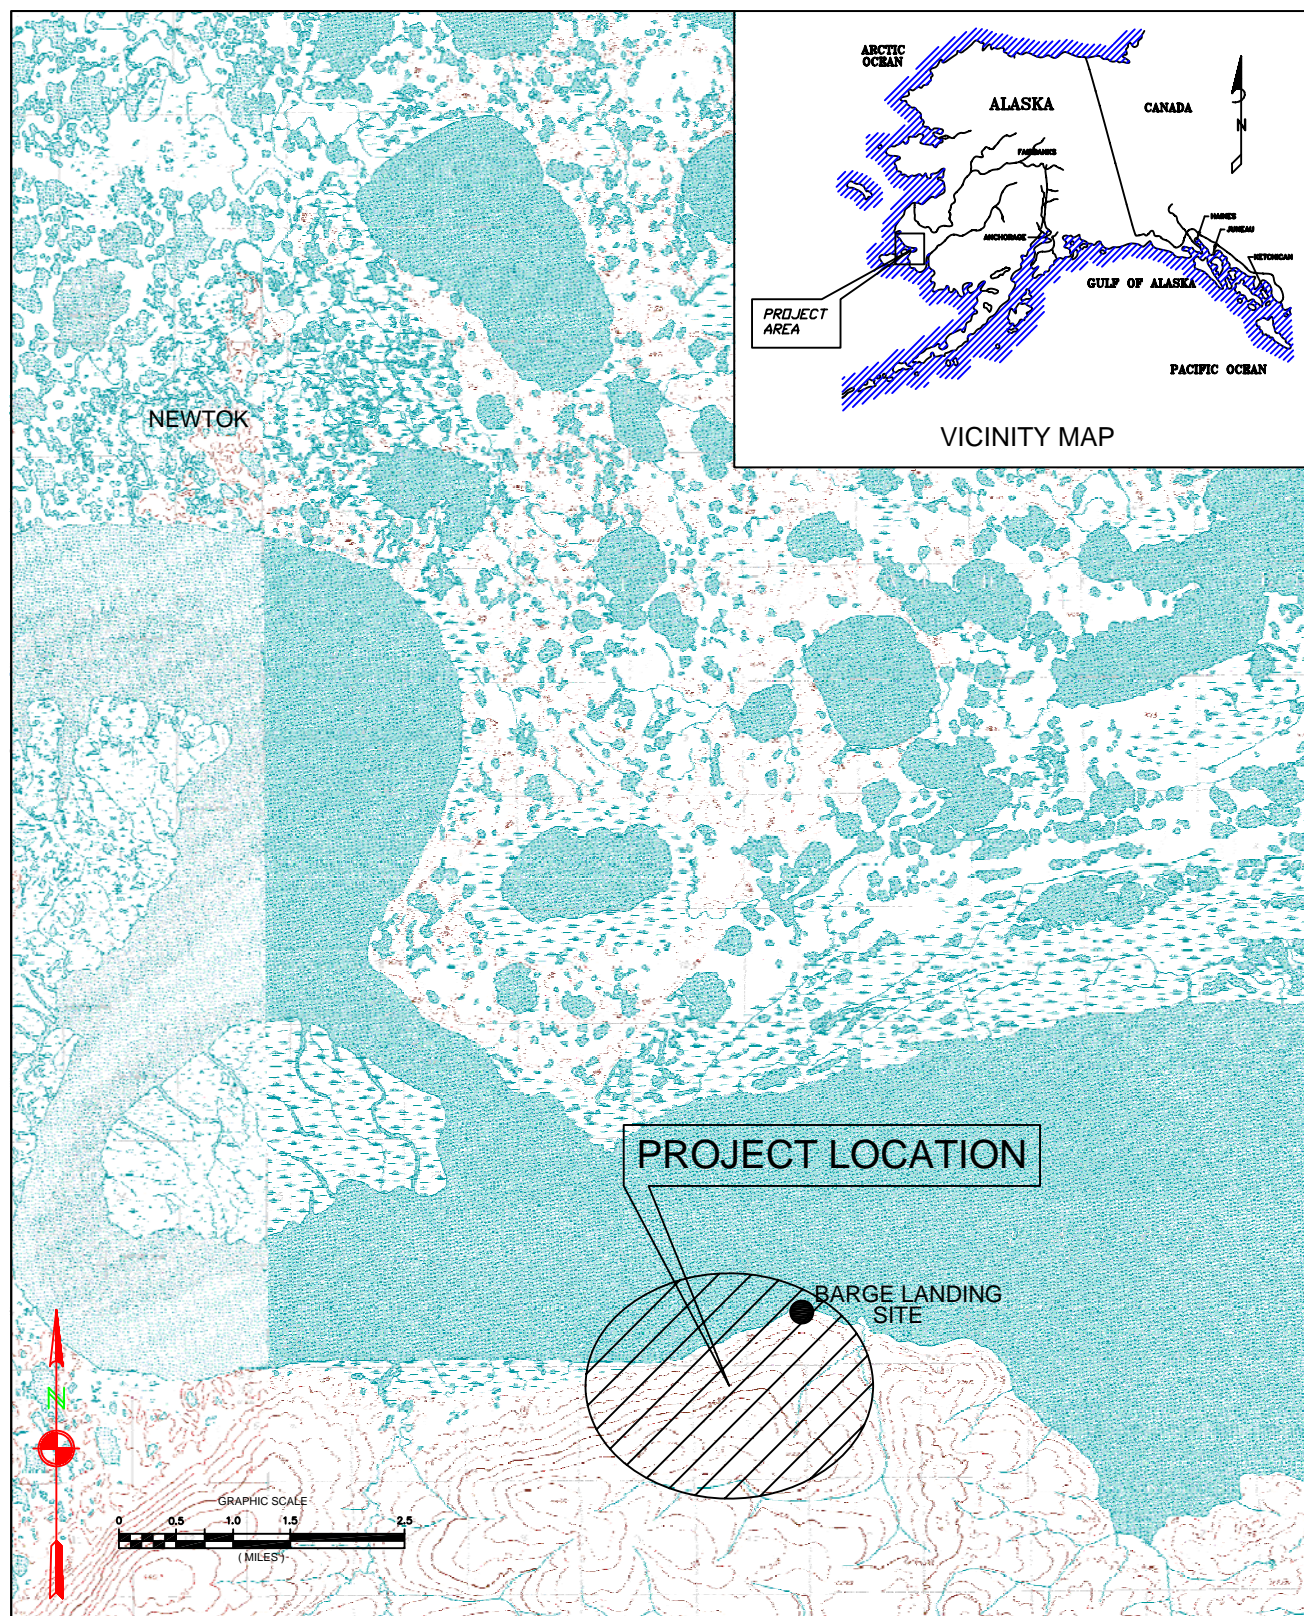 ARCTIC
OCEAN
ALASKA
CANADA
N
FAIRBANKS
HAINES
JUNEAU
ANCHORAGE
KETCHICAN
GULF OF ALASKA
PROJECT
AREA
PACIFIC OCEAN
VICINITY MAP
NEWTOK
PROJECT LOCATION
BARGE LANDING
SITE
N
GRAPHIC SCALE
0 0.5 1.0 1.5 2.5
( MILES )